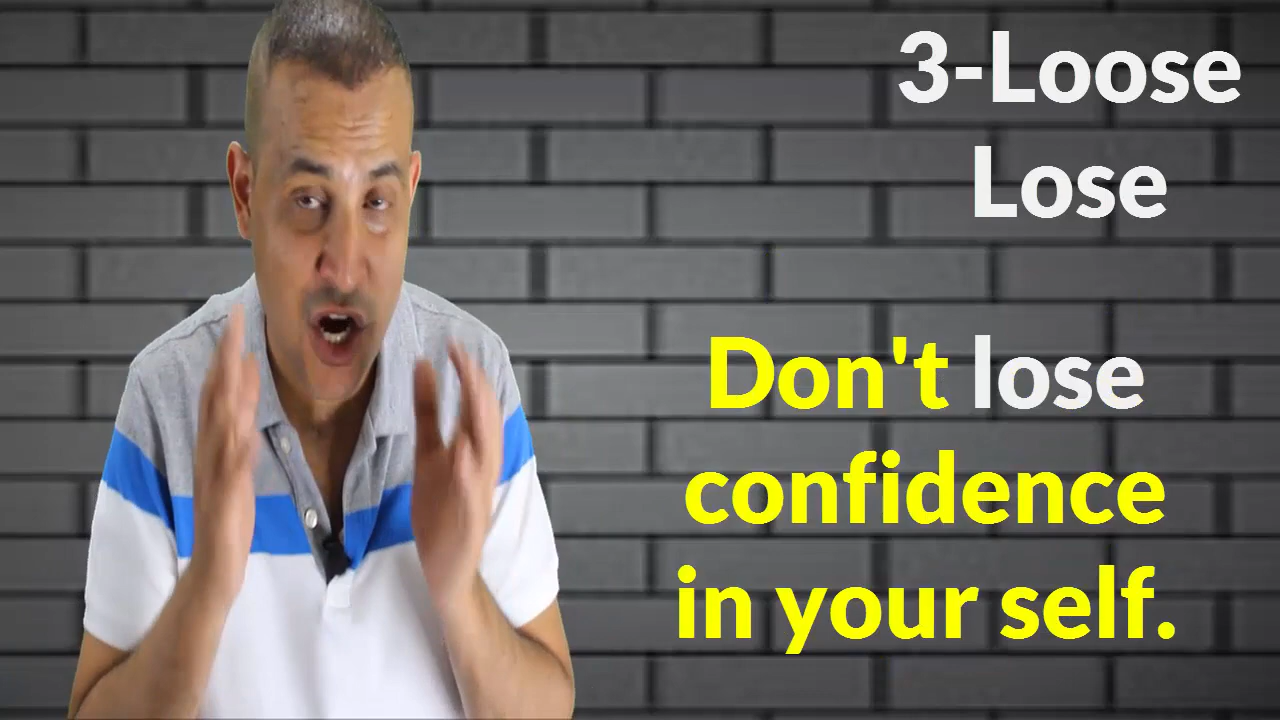 3-Loose
Lose
Don't lose
confidence
in your self.